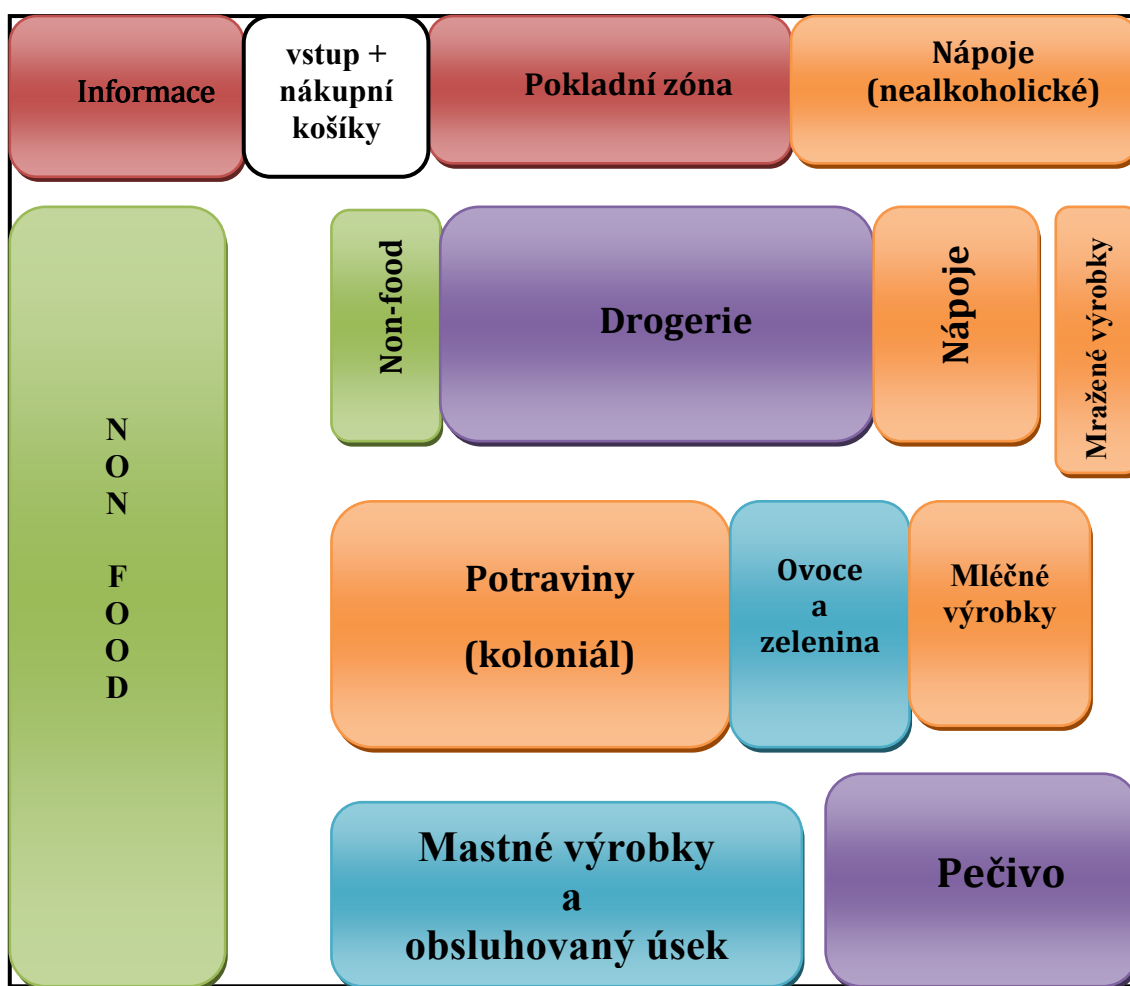 Informace
vstup +
nákupní
košíky
Pokladní zóna
Nápoje
(nealkoholické)
N
O
N
F
O
O
D
Non-food
Drogerie
Nápoje
Mražené výrobky
Potraviny
(koloniál)
Ovoce
a
zelenina
Mléčné
výrobky
Mastné výrobky
a
obsluhovaný úsek
Pečivo